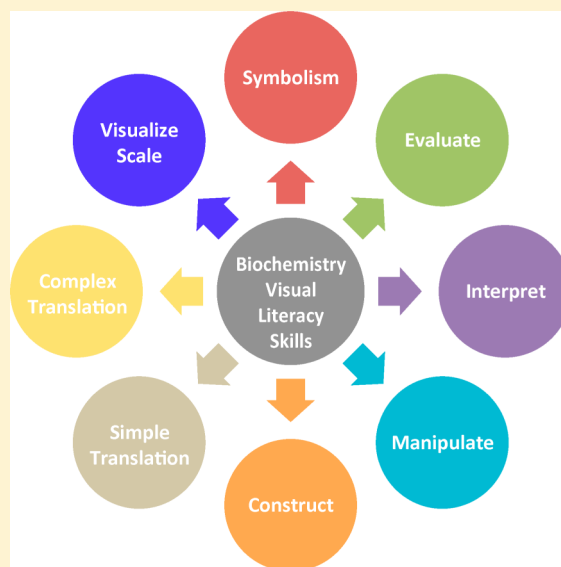 Symbolism
Evaluate
Interpret
Manipulate
Construct
Simple
Translation
Complex
Translation
Visualize
Scale
Biochemistry
Visual
Literacy
Skills